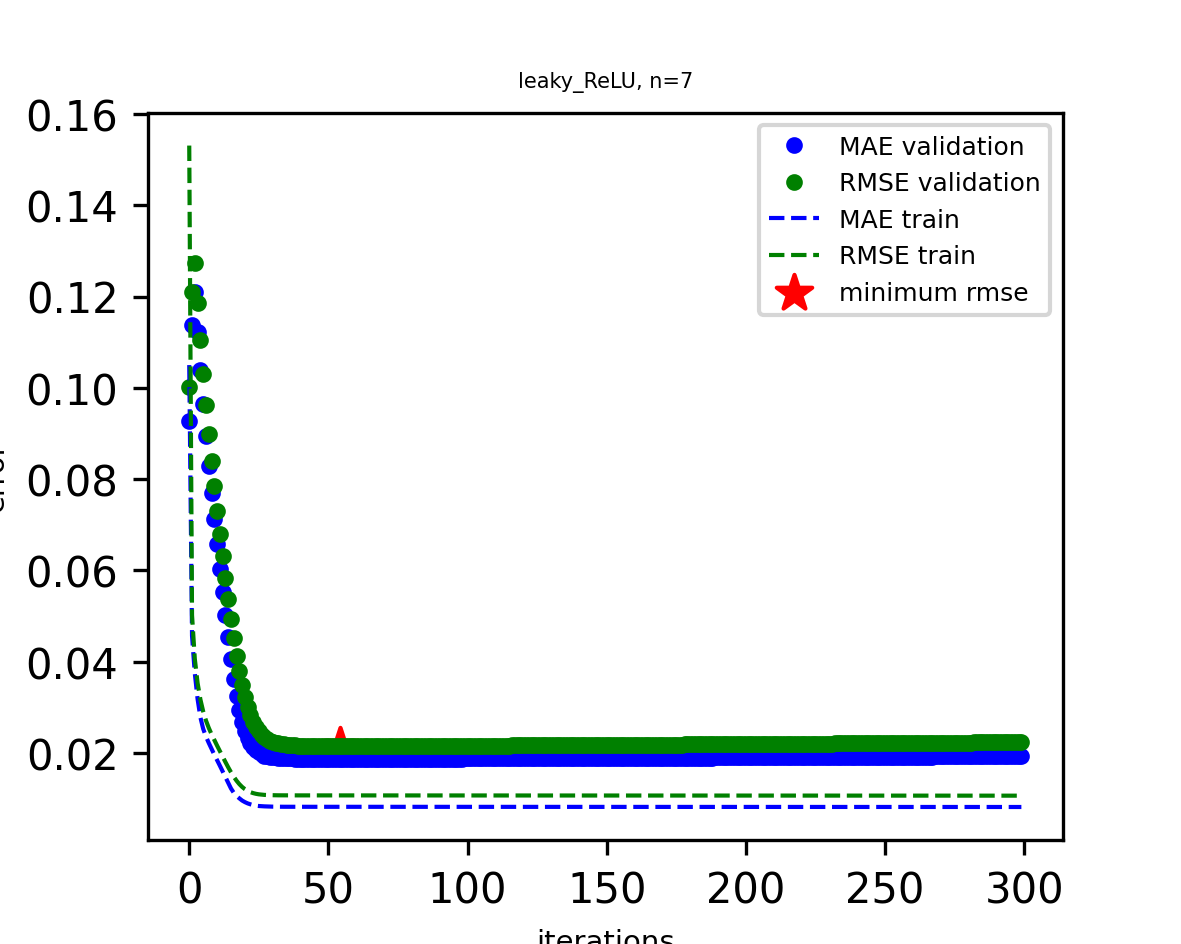 leaky_ReLU, n=7
0.16
0.14
0.12
0.10
0.08
0.06
0.04
0.02
MAE validation
RMSE validation
MAE train
RMSE train
minimum rmse
0 50 100 150 200 250 300
iterations